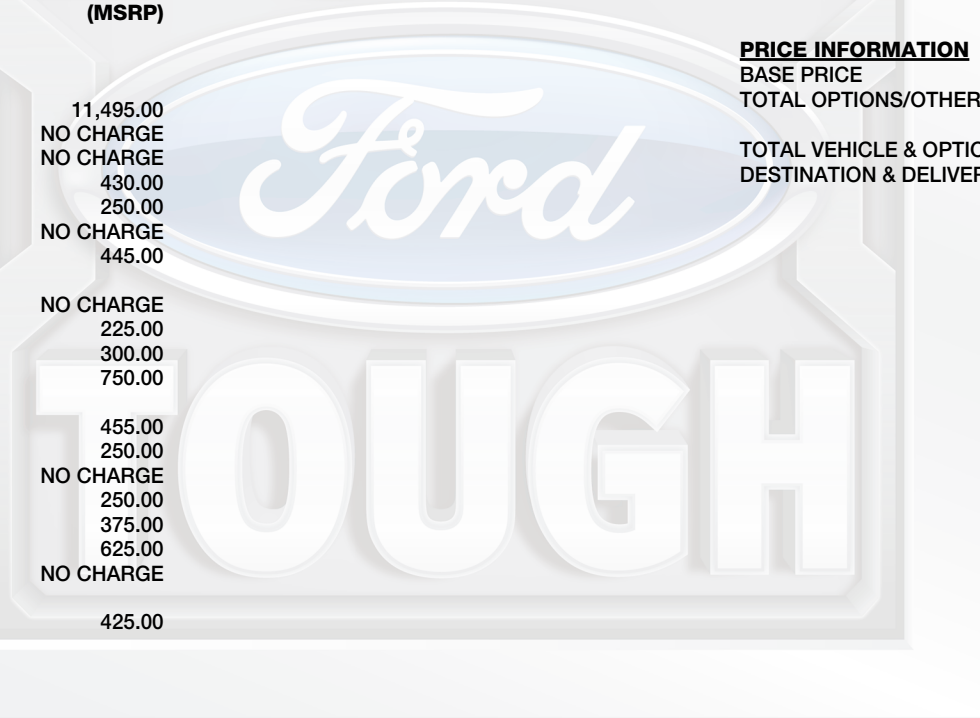 (MSRP)
11,495.00
NO CHARGE
NO CHARGE
430.00
250.00
NO CHARGE
445.00
NO CHARGE
225.00
300.00
750.00
455.00
250.00
NO CHARGE
250.00
375.00
625.00
NO CHARGE
425.00
PRICE INFORMATION
BASE PRICE
TOTAL OPTIONS/OTHER
TOTAL VEHICLE & OPTIO
DESTINATION & DELIVER
Ford
TOUGH